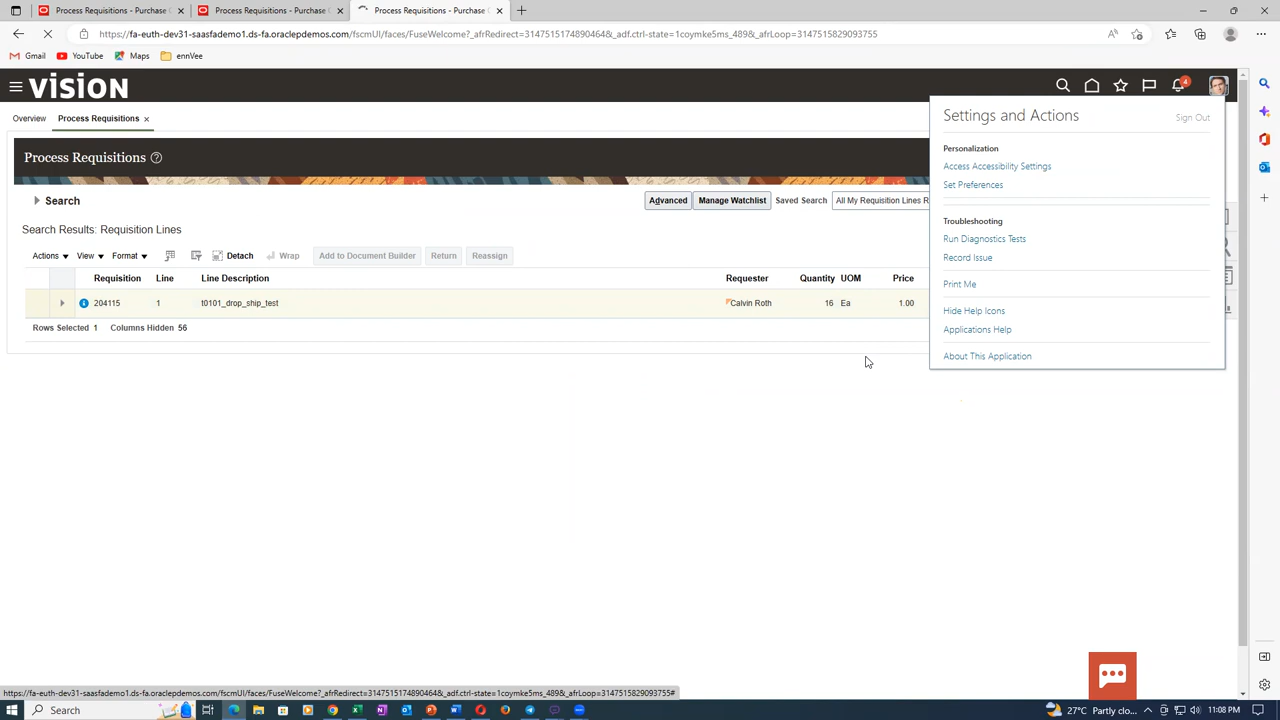 Process Requisitions - Purchase O
Process Requisitions - Purchase O
Process Requisitions - Purchase O
https://fa-euth-dev31-saasfademo1.ds-fa.oraclepdemos.com/fscmUI/faces/FuseWelcome?_afrRedirect=3147515174890464&_adf.ctrl-state=1coymke5ms_489&_afrLoop=3147515829093755
Gmail
YouTube
Maps
ennVee
VISION
4
Overview
Process Requisitions
Process Requisitions
Search
Advanced
Manage Watchlist
Saved Search
All My Requisition Lines R
Search Results: Requisition Lines
Actions View Format Detach Wrap Add to Document Builder Return Reassign
Requisition Line Line Description Requester Quantity UOM Price
204115 1 t0101_drop_ship_test Calvin Roth 16 Ea 1.00
Rows Selected 1 Columns Hidden 56
Settings and Actions
Sign Out
Personalization
Access Accessibility Settings
Set Preferences
Troubleshooting
Run Diagnostics Tests
Record Issue
Print Me
Hide Help Icons
Applications Help
About This Application
https://fa-euth-dev31-saasfademo1.ds-fa.oraclepdemos.com/fscmUI/faces/FuseWelcome?_afrRedirect=3147515174890464&_adf.ctrl-state=1coymke5ms_489&_afrLoop=3147515829093755#
Search
27°C Partly clo...
11:08 PM